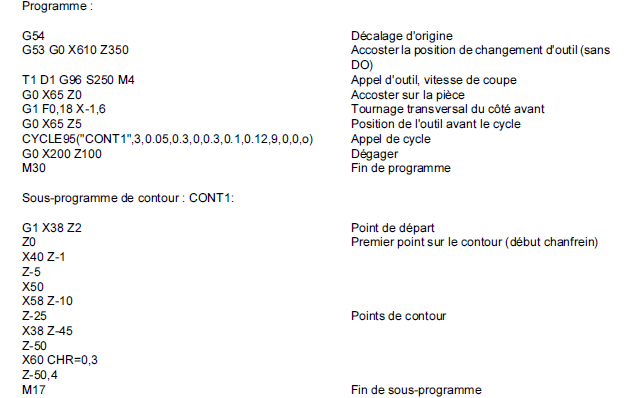 Programme :
G54 Décalage d'origine
G53 G0 X610 Z350 Accoster la position de changement d'outil (sans
DO)
T1 D1 G96 S250 M4 Appel d'outil, vitesse de coupe
G0 X65 Z0 Accoster sur la pièce
G1 F0,18 X-1,6 Tournage transversal du côté avant
G0 X65 Z5 Position de l'outil avant le cycle
CYCLE95("CONT1",3,0.05,0.3,0,0.3,0.1,0.12,9,0,0,o) Appel de cycle
G0 X200 Z100 Dégager
M30 Fin de programme
Sous-programme de contour : CONT1:
G1 X38 Z2 Point de départ
Z0 Premier point sur le contour (début chanfrein)
X40 Z-1
Z-5
X50
X58 Z-10
Z-25 Points de contour
X38 Z-45
Z-50
X60 CHR=0,3
Z-50,4
M17 Fin de sous-programme